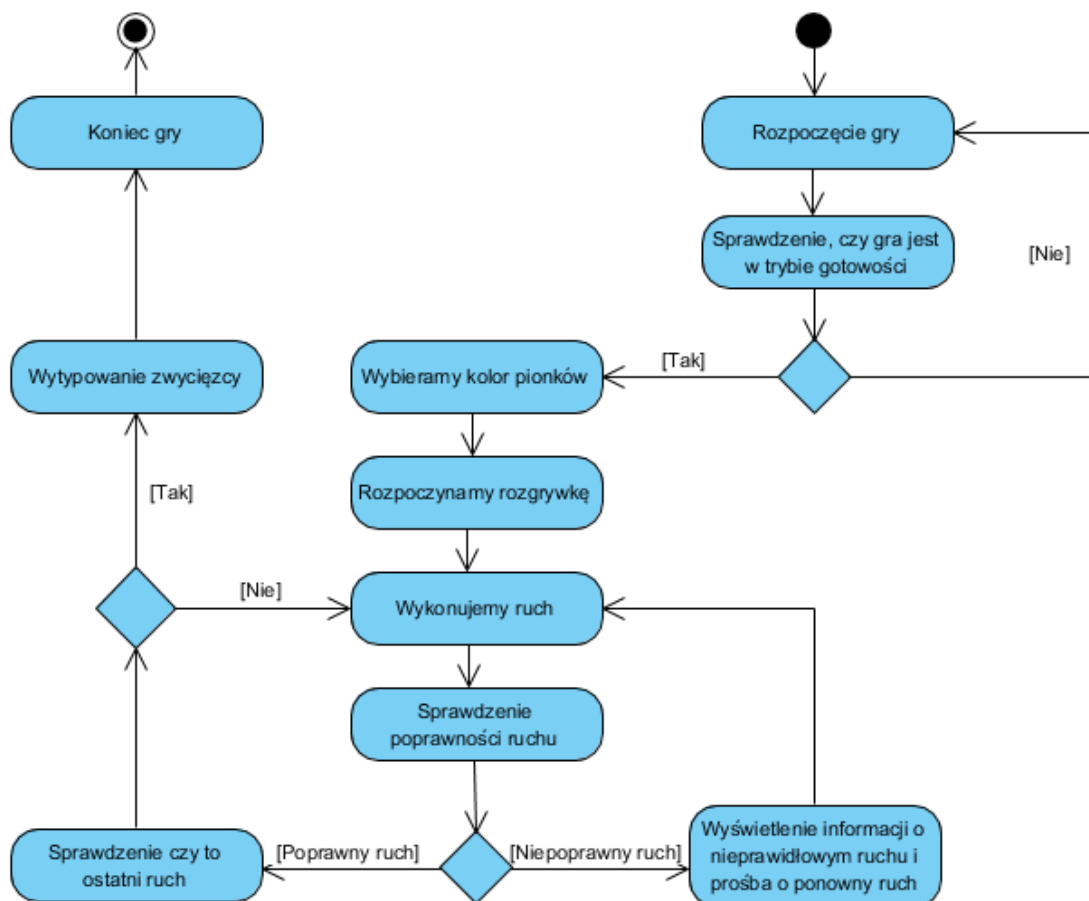 Koniec gry
Rozpoczęcie gry
Sprawdzenie, czy gra jest
w trybie gotowości
[Nie]
Wytypowanie zwycięzcy
Wybieramy kolor pionków
[Tak]
[Tak]
Rozpoczynamy rozgrywkę
[Nie]
Wykonujemy ruch
Sprawdzenie
poprawności ruchu
Sprawdzenie czy to
ostatni ruch
[Poprawny ruch]
[Niepoprawny ruch]
Wyświetlenie informacji o
nieprawidłowym ruchu i
prośba o ponowny ruch